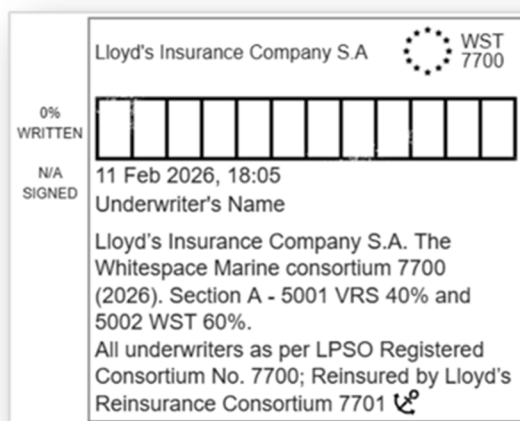 Lloyd's Insurance Company S.A
WST
7700
0%
WRITTEN
N/A
SIGNED
11 Feb 2026, 18:05
Underwriter's Name
Lloyd’s Insurance Company S.A. The
Whitespace Marine consortium 7700
(2026). Section A - 5001 VRS 40% and
5002 WST 60%.
All underwriters as per LPSO Registered
Consortium No. 7700; Reinsured by Lloyd’s
Reinsurance Consortium 7701